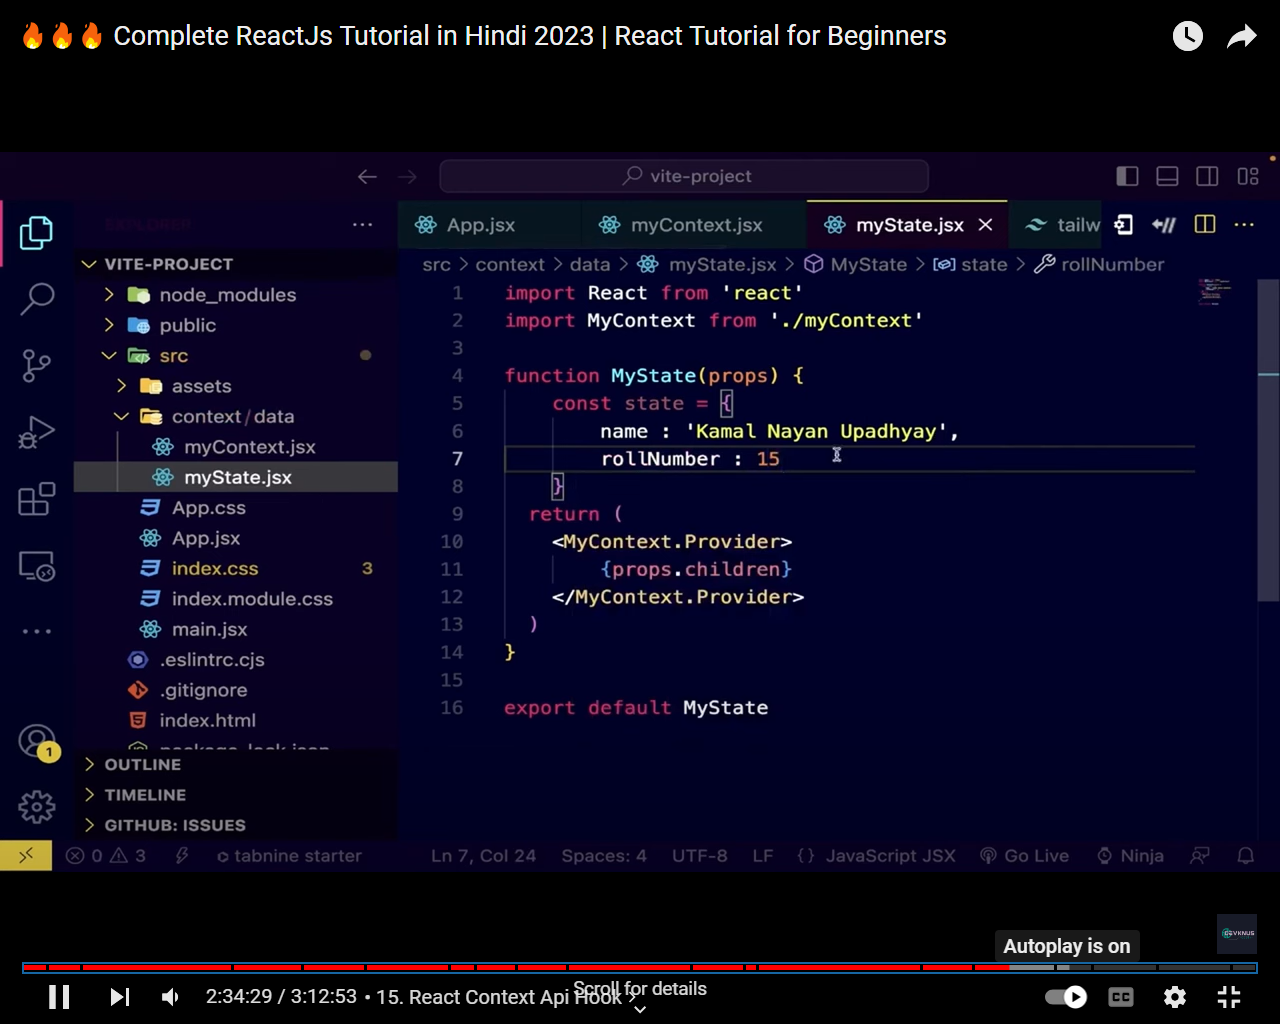 🔥🔥🔥 Complete ReactJs Tutorial in Hindi 2023 | React Tutorial for Beginners
vite-project
EXPLORER
App.jsx
myContext.jsx
myState.jsx
tailw
src > context > data > myState.jsx > MyState > state > rollNumber
VITE-PROJECT
node_modules
public
src
assets
context / data
myContext.jsx
myState.jsx
App.css
App.jsx
index.css 3
index.module.css
main.jsx
.eslintrc.cjs
.gitignore
index.html
package-lock.json
OUTLINE
TIMELINE
GITHUB: ISSUES
1
1 import React from 'react'
2 import MyContext from './myContext'
3
4 function MyState(props) {
5 const state = {
6 name : 'Kamal Nayan Upadhyay',
7 rollNumber : 15
8 }
9 return (
10 <MyContext.Provider>
11 {props.children}
12 </MyContext.Provider>
13 )
14 }
15
16 export default MyState
0 3 tabnine starter Ln 7, Col 24 Spaces: 4 UTF-8 LF {} JavaScript JSX Go Live Ninja
DEVKNUS
Autoplay is on
2:34:29 / 3:12:53 • 15. React Context Api Hook >
Scroll for details
CC